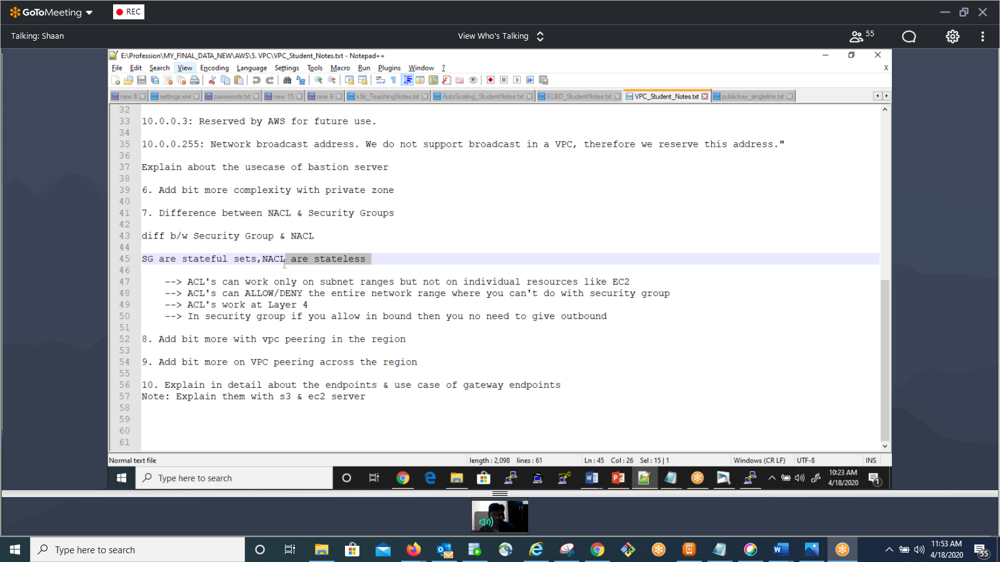 GoToMeeting
REC
Talking: Shaan
View Who's Talking
55
E:\Profession\MY_FINAL_DATA_NEW\AWS\5. VPC\VPC_Student_Notes.txt - Notepad++
File Edit Search View Encoding Language Settings Tools Macro Run Plugins Window ?
X
new 8
settings.xml
passwords.txt
new 15
new 6
k8s_TeachingNotes.txt
AutoScaling_StudentNotes.txt
ELBD_StudentNotes.txt
VPC_Student_Notes.txt
publickey_singleline.txt
32
33 10.0.0.3: Reserved by AWS for future use.
34
35 10.0.0.255: Network broadcast address. We do not support broadcast in a VPC, therefore we reserve this address."
36
37 Explain about the usecase of bastion server
38
39 6. Add bit more complexity with private zone
40
41 7. Difference between NACL & Security Groups
42
43 diff b/w Security Group & NACL
44
45 SG are stateful sets,NACL are stateless
46
47 --> ACL's can work only on subnet ranges but not on individual resources like EC2
48 --> ACL's can ALLOW/DENY the entire network range where you can't do with security group
49 --> ACL's work at Layer 4
50 --> In security group if you allow in bound then you no need to give outbound
51
52 8. Add bit more with vpc peering in the region
53
54 9. Add bit more on VPC peering across the region
55
56 10. Explain in detail about the endpoints & use case of gateway endpoints
57 Note: Explain them with s3 & ec2 server
58
59
60
61
Normal text file length : 2,098 lines : 61 Ln : 45 Col : 26 Sel : 15 | 1 Windows (CR LF) UTF-8 INS
Type here to search
10:23 AM
4/18/2020
1
Type here to search
11:53 AM
4/18/2020
55